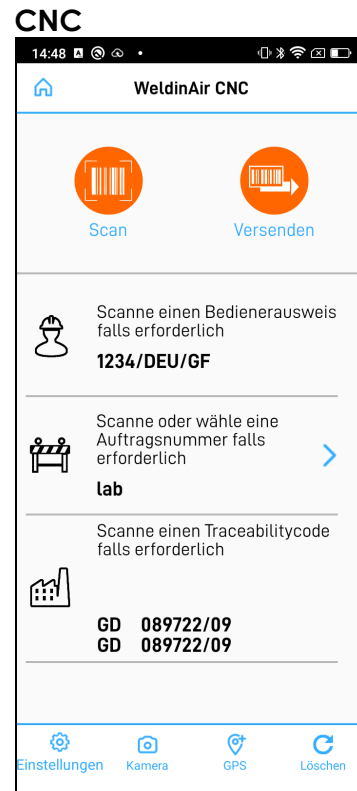 CNC
14:48
WeldinAir CNC
Scan
Versenden
Scanne einen Bedienerausweis
falls erforderlich
1234/DEU/GF
Scanne oder wähle eine
Auftragsnummer falls
erforderlich
lab
Scanne einen Traceabilitycode
falls erforderlich
GD 089722/09
GD 089722/09
Einstellungen
Kamera
GPS
Löschen